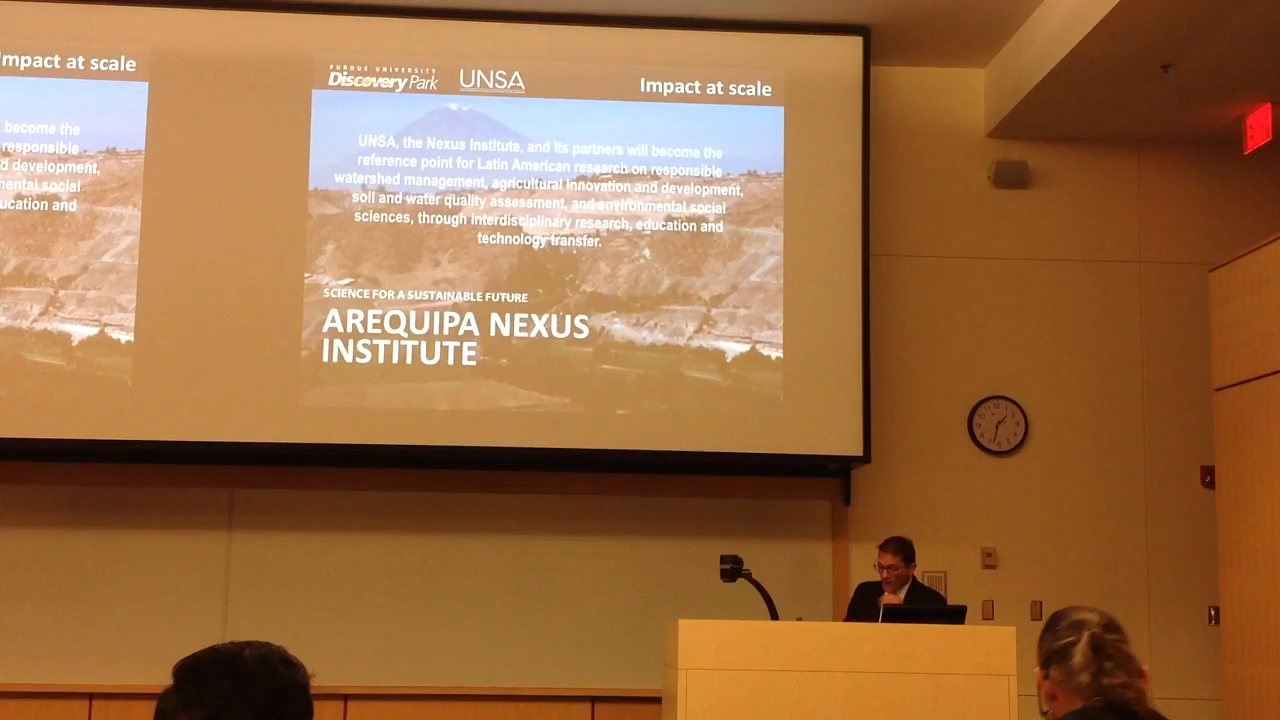 Impact at scale
become the
responsible
d development,
ental social
ucation and
PURDUE UNIVERSITY
Discovery Park
UNSA
Impact at scale
UNSA, the Nexus Institute, and its partners will become the
reference point for Latin American research on responsible
watershed management, agricultural innovation and development,
soil and water quality assessment, and environmental social
sciences, through interdisciplinary research, education and
technology transfer.
SCIENCE FOR A SUSTAINABLE FUTURE
AREQUIPA NEXUS
INSTITUTE